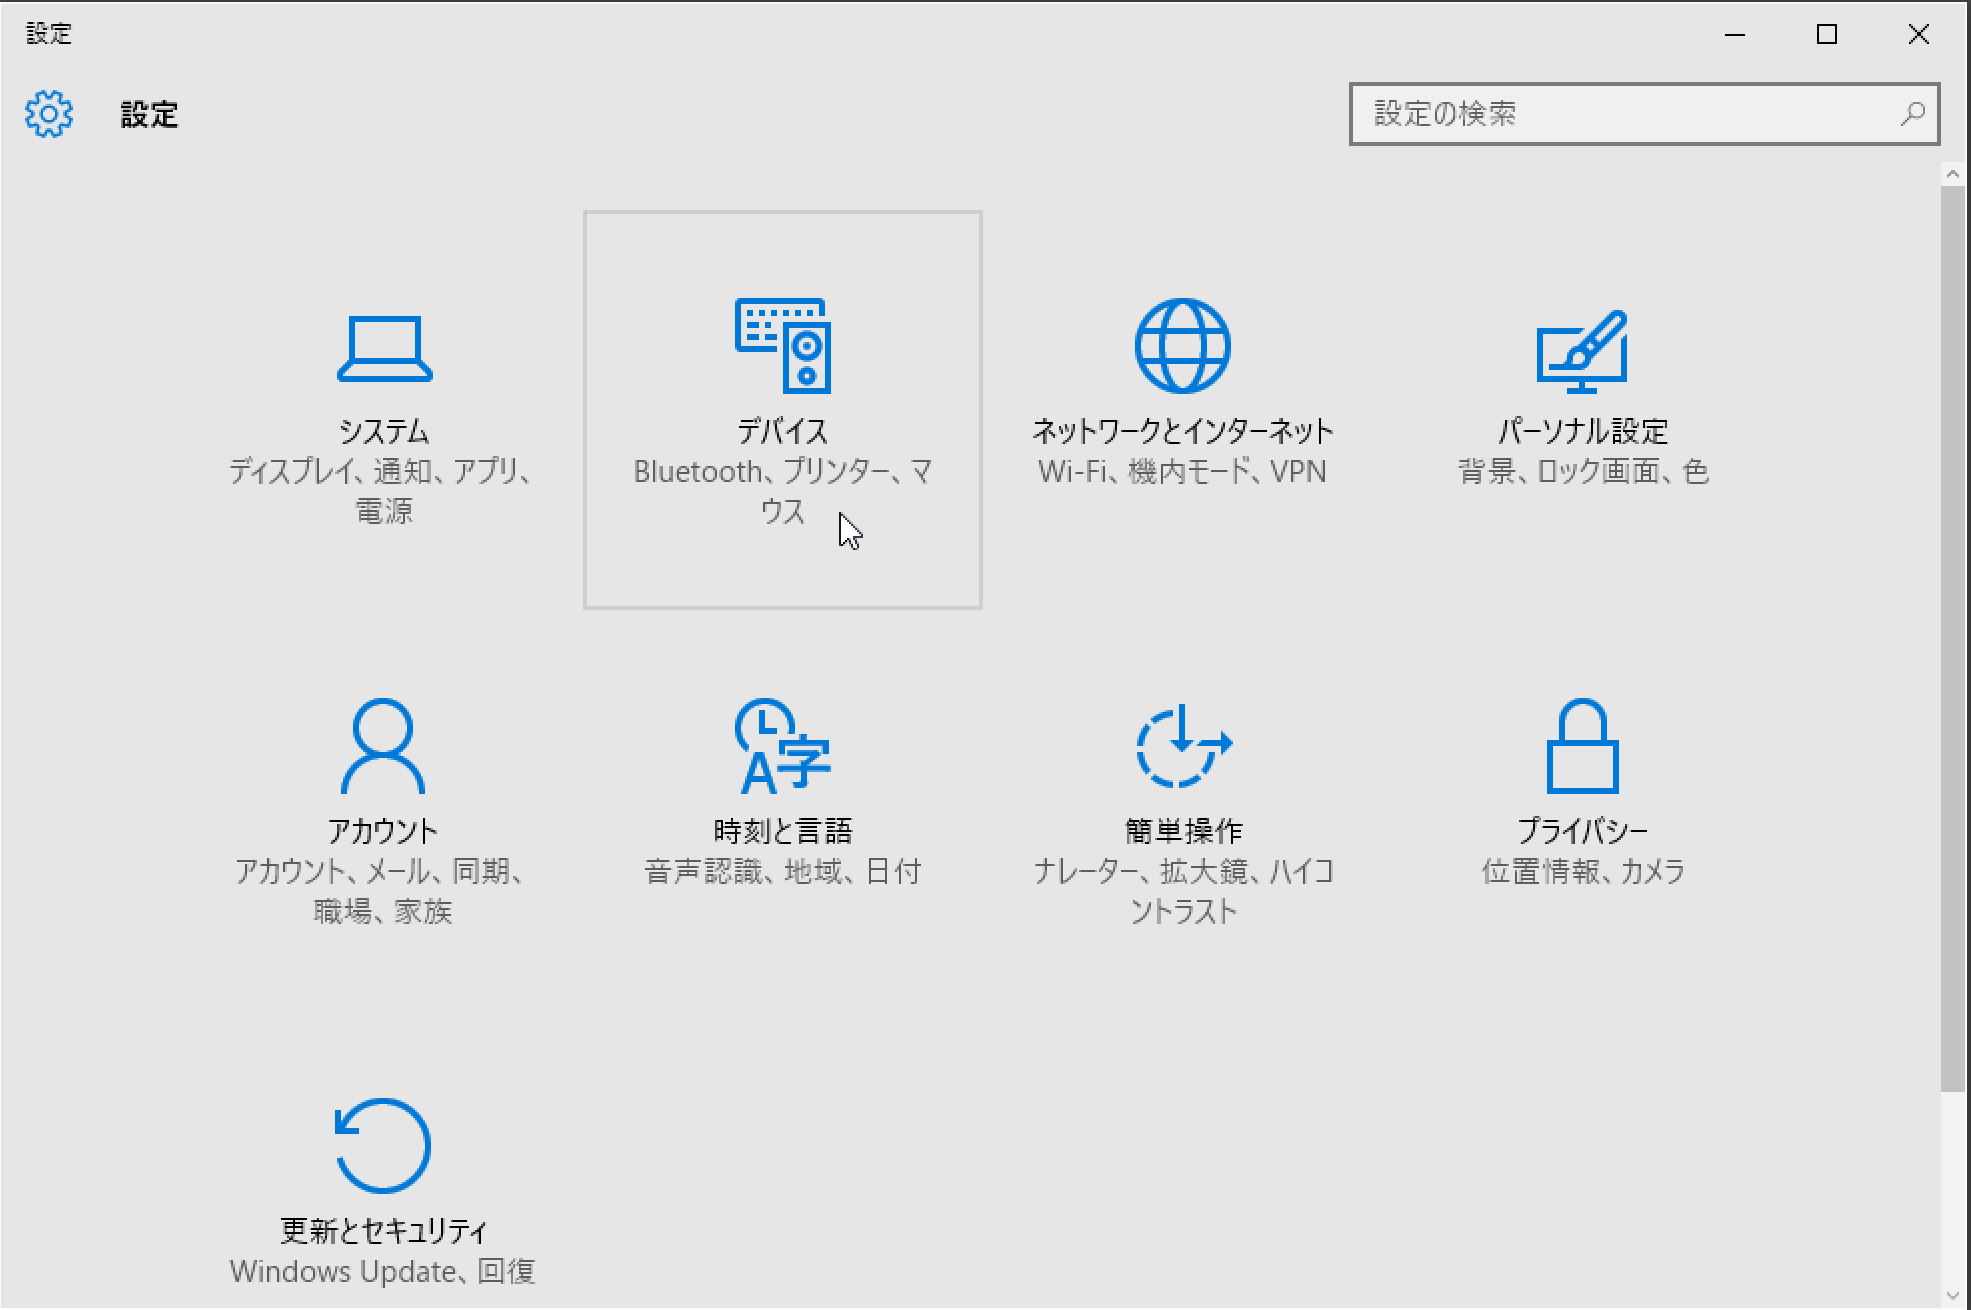 設定
設定
設定の検索
システム
ディスプレイ、通知、アプリ、
電源
デバイス
Bluetooth、プリンター、マ
ウス
ネットワークとインターネット
Wi-Fi、機内モード、VPN
パーソナル設定
背景、ロック画面、色
アカウント
アカウント、メール、同期、
職場、家族
A字
時刻と言語
音声認識、地域、日付
簡単操作
ナレーター、拡大鏡、ハイコ
ントラスト
プライバシー
位置情報、カメラ
更新とセキュリティ
Windows Update、回復